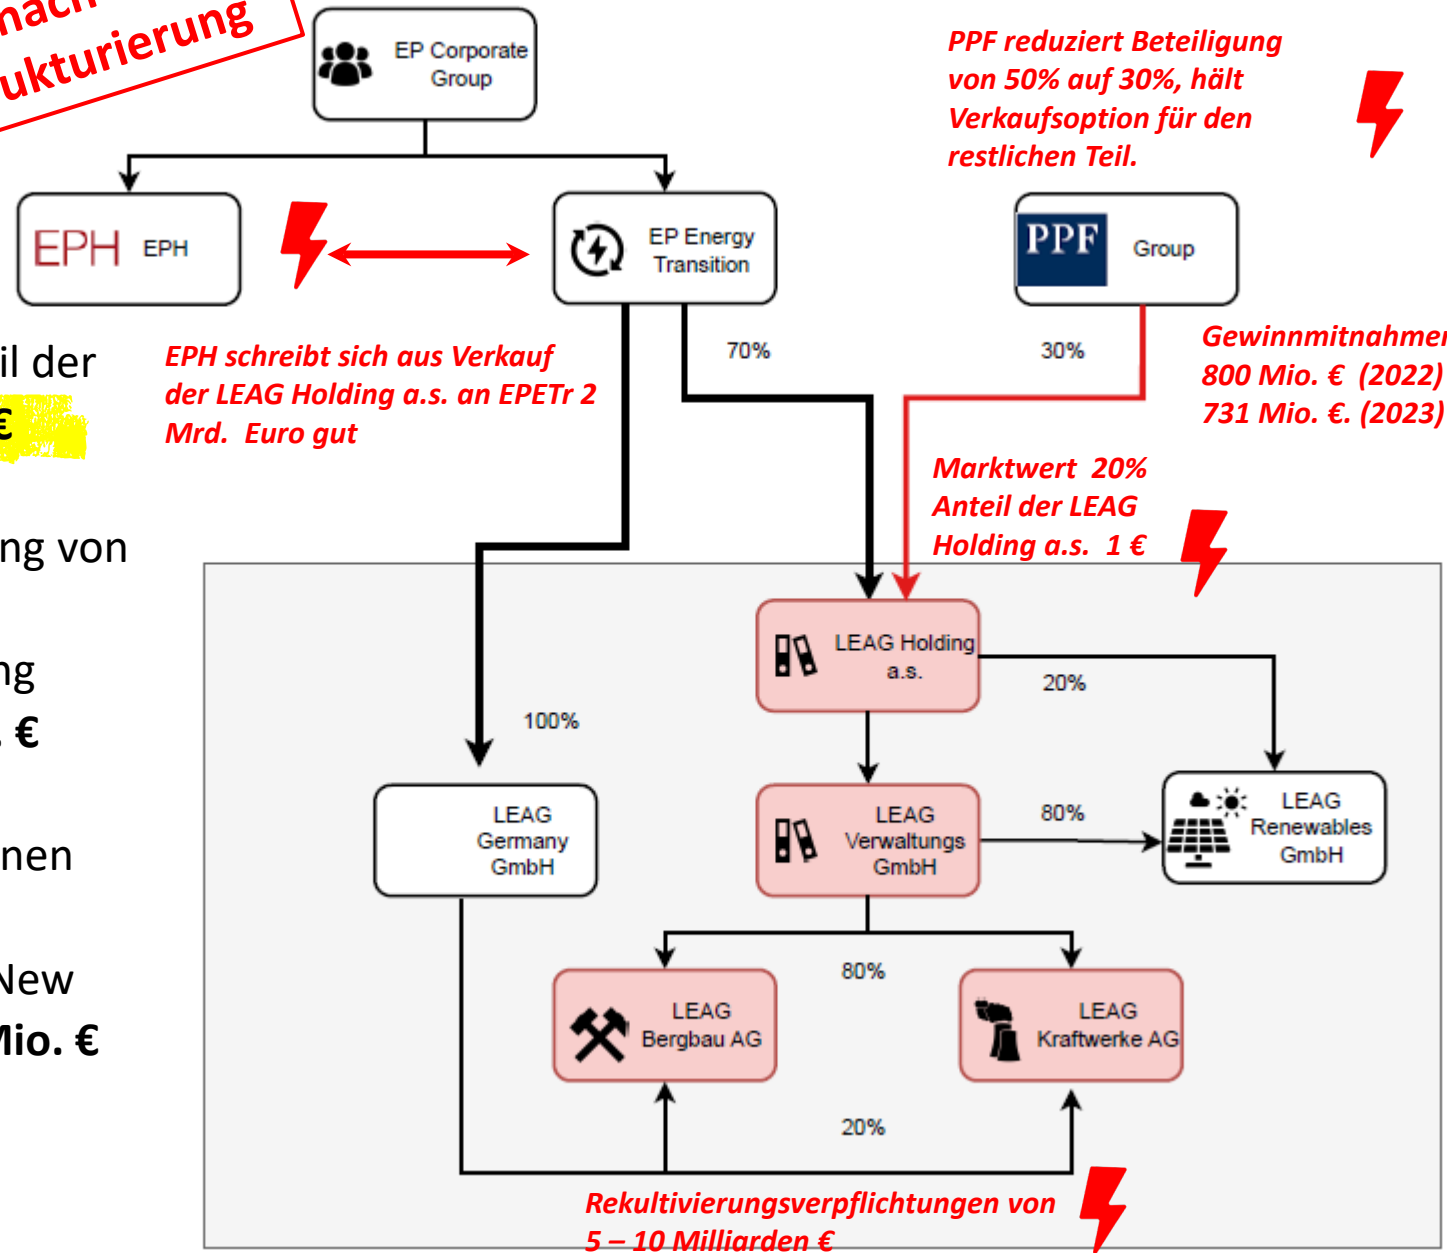 nach
ukturierung
EP Corporate
Group
PPF reduziert Beteiligung
von 50% auf 30%, hält
Verkaufsoption für den
restlichen Teil.
EPH EPH
EP Energy
Transition
PPF Group
il der
€
EPH schreibt sich aus Verkauf
der LEAG Holding a.s. an EPETr 2
Mrd. Euro gut
70%
30%
Gewinnmitnahmen
800 Mio. € (2022)
731 Mio. €. (2023)
Marktwert 20%
Anteil der LEAG
Holding a.s. 1 €
ng von
ng
. €
nen
New
Mio. €
LEAG Holding
a.s.
20%
100%
LEAG
Germany
GmbH
LEAG
Verwaltungs
GmbH
80%
LEAG
Renewables
GmbH
80%
LEAG
Bergbau AG
LEAG
Kraftwerke AG
20%
Rekultivierungsverpflichtungen von
5 – 10 Milliarden €